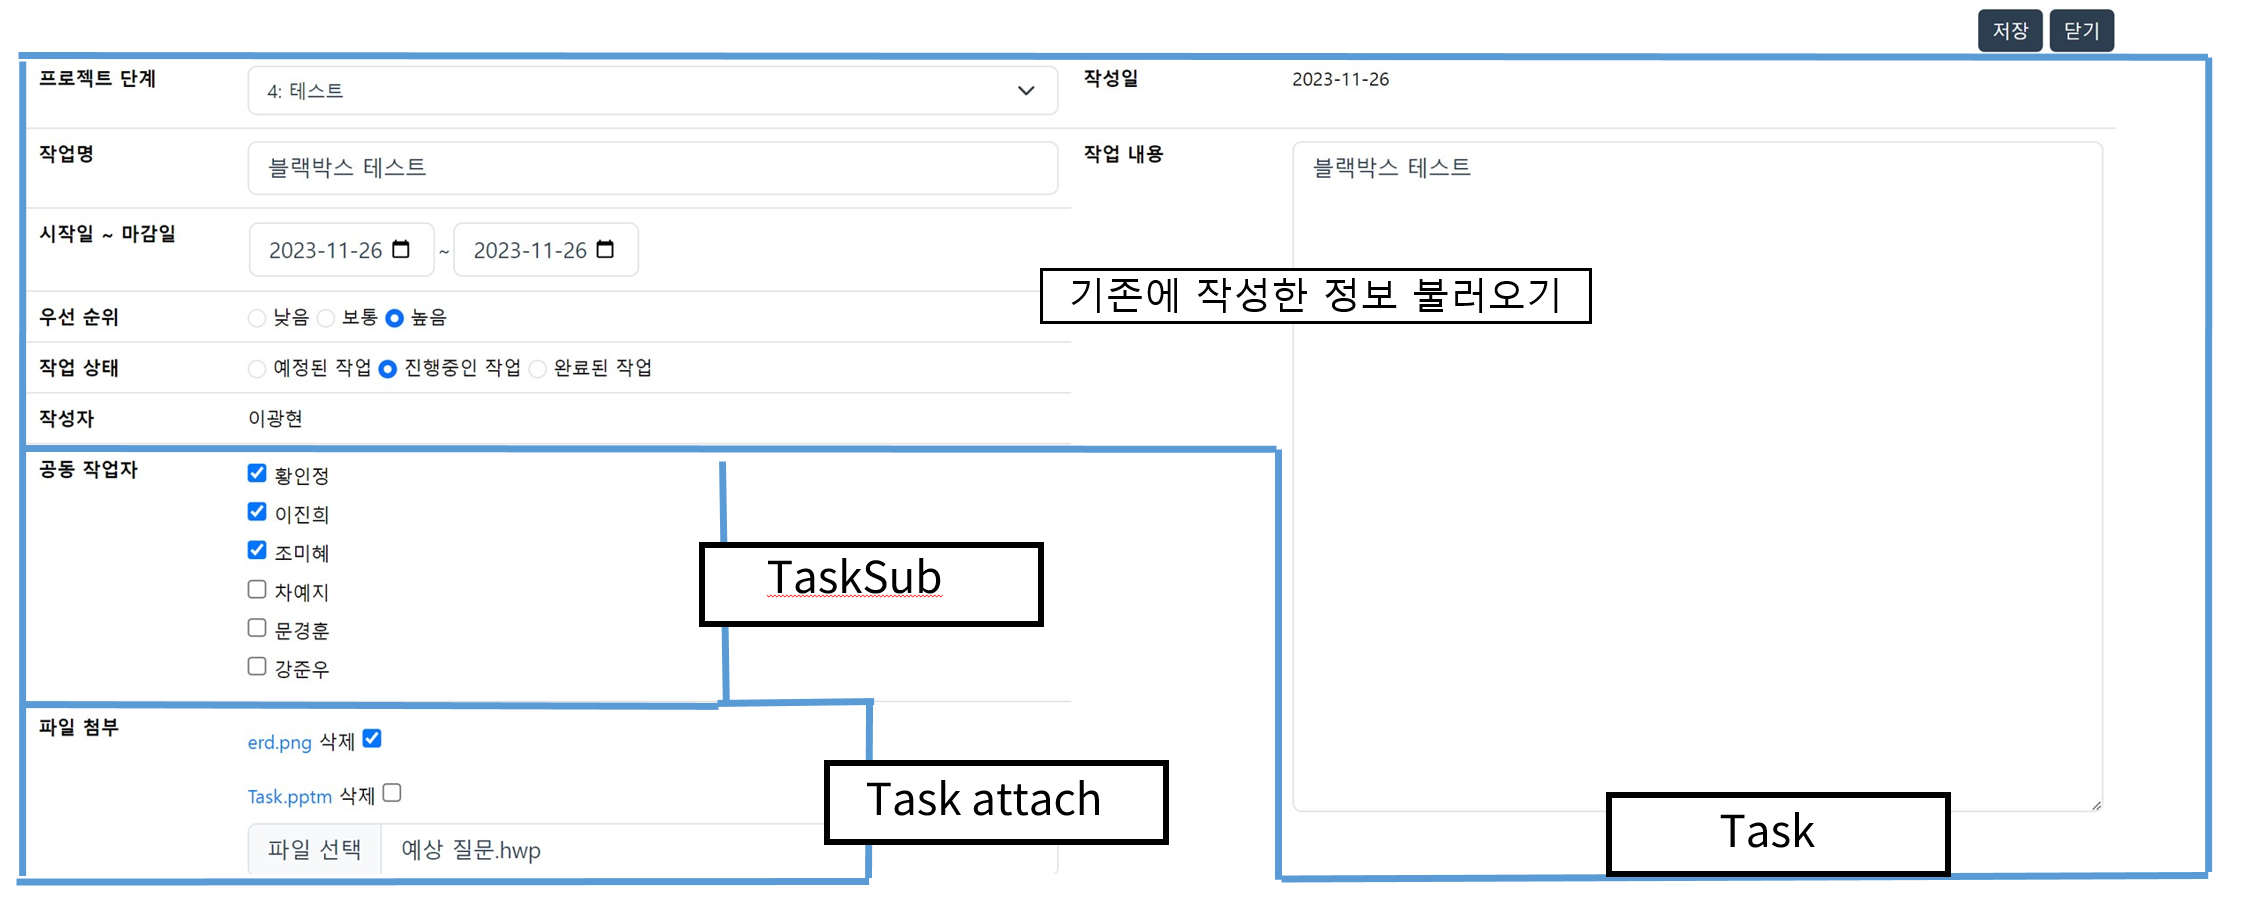 저장 닫기
프로젝트 단계 4: 테스트 작성일 2023-11-26
작업명 블랙박스 테스트 작업 내용 블랙박스 테스트
시작일 ~ 마감일 2023-11-26 ~ 2023-11-26
기존에 작성한 정보 불러오기
우선 순위 낮음 보통 높음
작업 상태 예정된 작업 진행중인 작업 완료된 작업
작성자 이광현
공동 작업자 황인정
이진희
조미혜
TaskSub
차예지
문경훈
강준우
파일 첨부 erd.png 삭제
Task.pptm 삭제
Task attach
파일 선택 예상 질문.hwp
Task